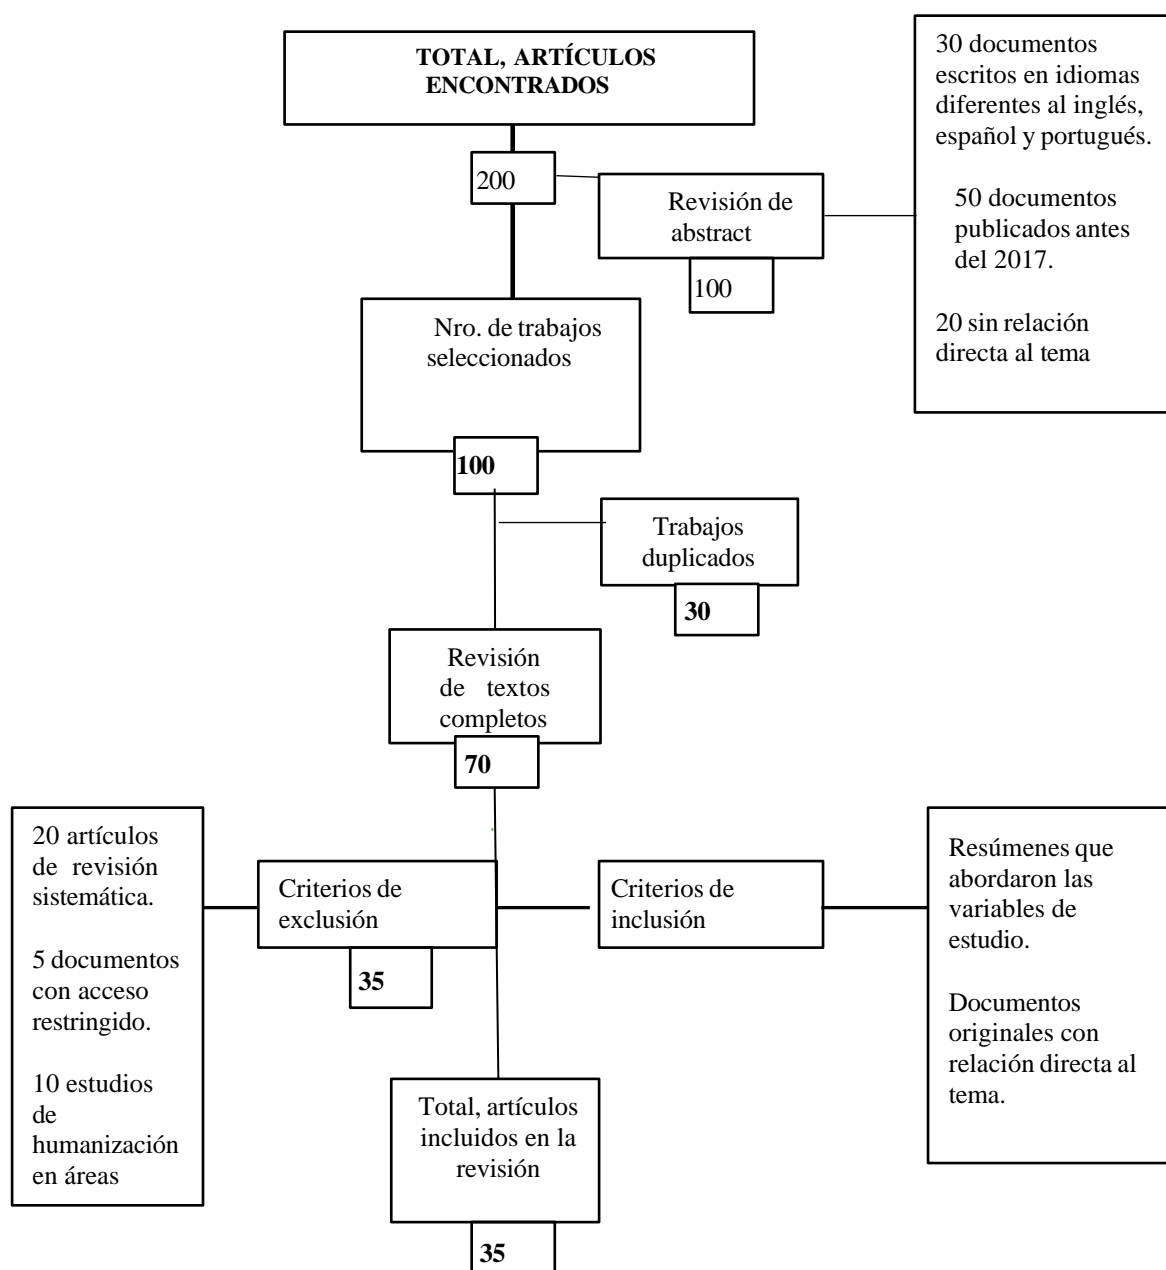 TOTAL, ARTÍCULOS
ENCONTRADOS
200
Revisión de
abstract
100
30 documentos
escritos en idiomas
diferentes al inglés,
español y portugués.
50 documentos
publicados antes
del 2017.
20 sin relación
directa al tema
Nro. de trabajos
seleccionados
100
Trabajos
duplicados
30
Revisión
de textos
completos
70
20 artículos
de revisión
sistemática.
5 documentos
con acceso
restringido.
10 estudios
de
humanización
en áreas
Criterios de
exclusión
35
Criterios de
inclusión
Resúmenes que
abordaron las
variables de
estudio.
Documentos
originales con
relación directa al
tema.
Total, artículos
incluidos en la
revisión
35